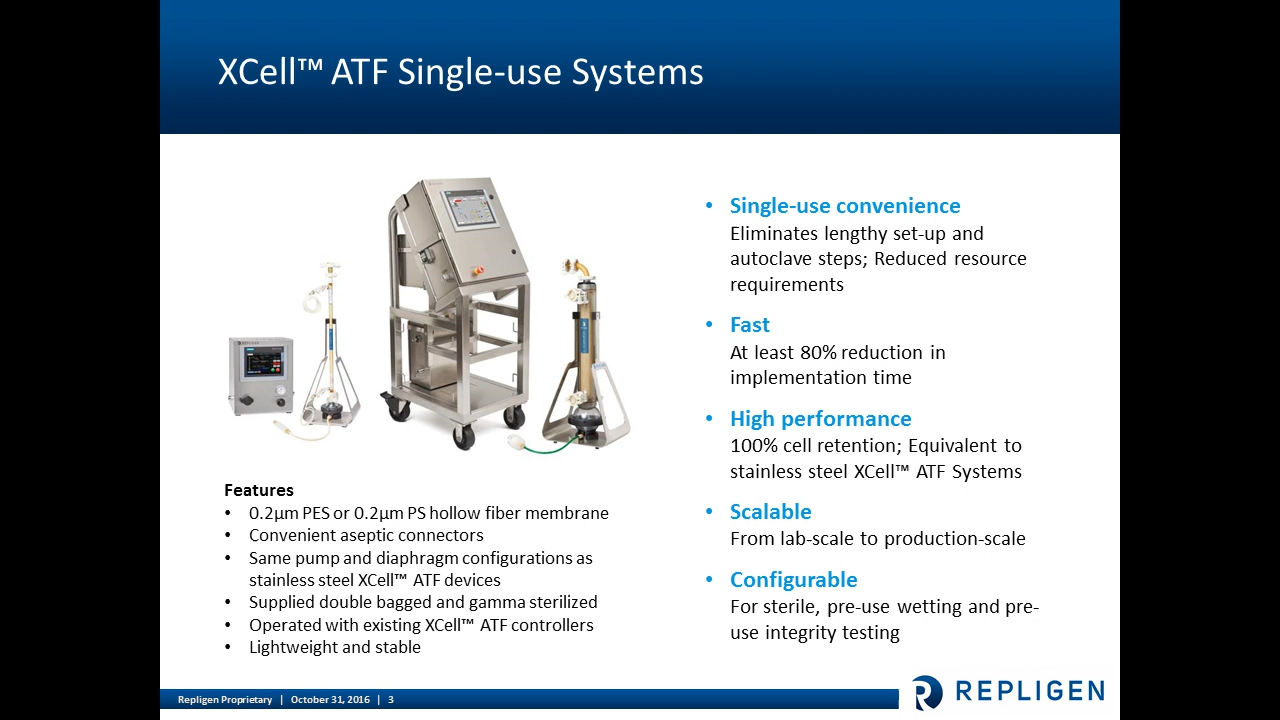 XCell™ ATF Single-use Systems
Features
• 0.2µm PES or 0.2µm PS hollow fiber membrane
• Convenient aseptic connectors
• Same pump and diaphragm configurations as
stainless steel XCell™ ATF devices
• Supplied double bagged and gamma sterilized
• Operated with existing XCell™ ATF controllers
• Lightweight and stable
• Single-use convenience
Eliminates lengthy set-up and
autoclave steps; Reduced resource
requirements
• Fast
At least 80% reduction in
implementation time
• High performance
100% cell retention; Equivalent to
stainless steel XCell™ ATF Systems
• Scalable
From lab-scale to production-scale
• Configurable
For sterile, pre-use wetting and pre-
use integrity testing
Repligen Proprietary | October 31, 2016 | 3
REPLIGEN